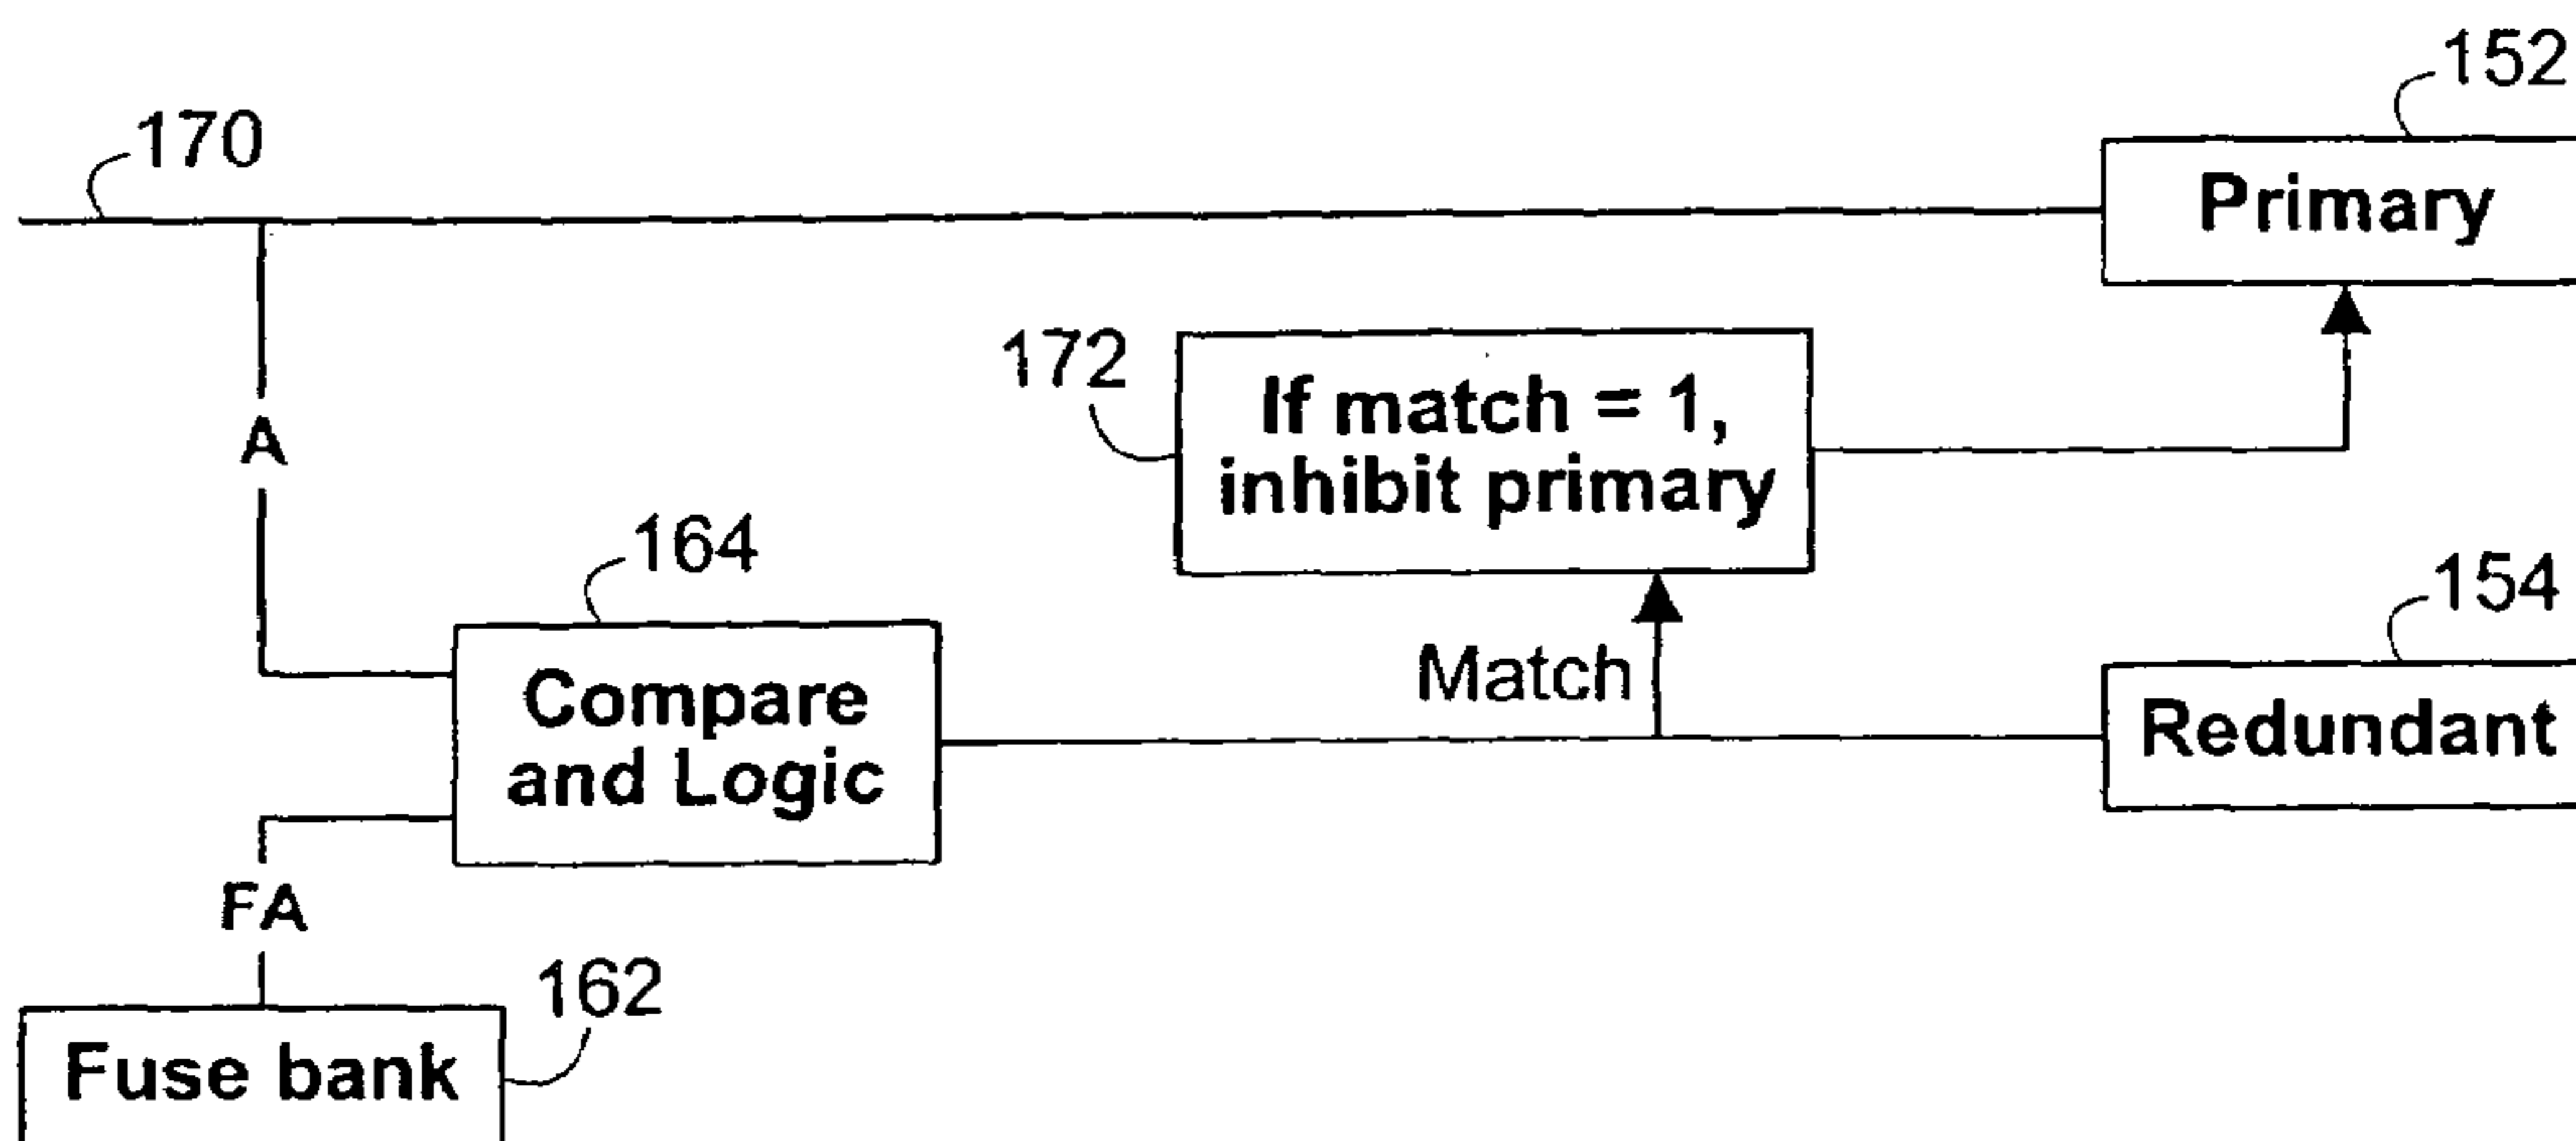 152
170
Primary
172
If match = 1,
inhibit primary
A
164
154
Match
Compare
and Logic
Redundant
FA
162
Fuse bank